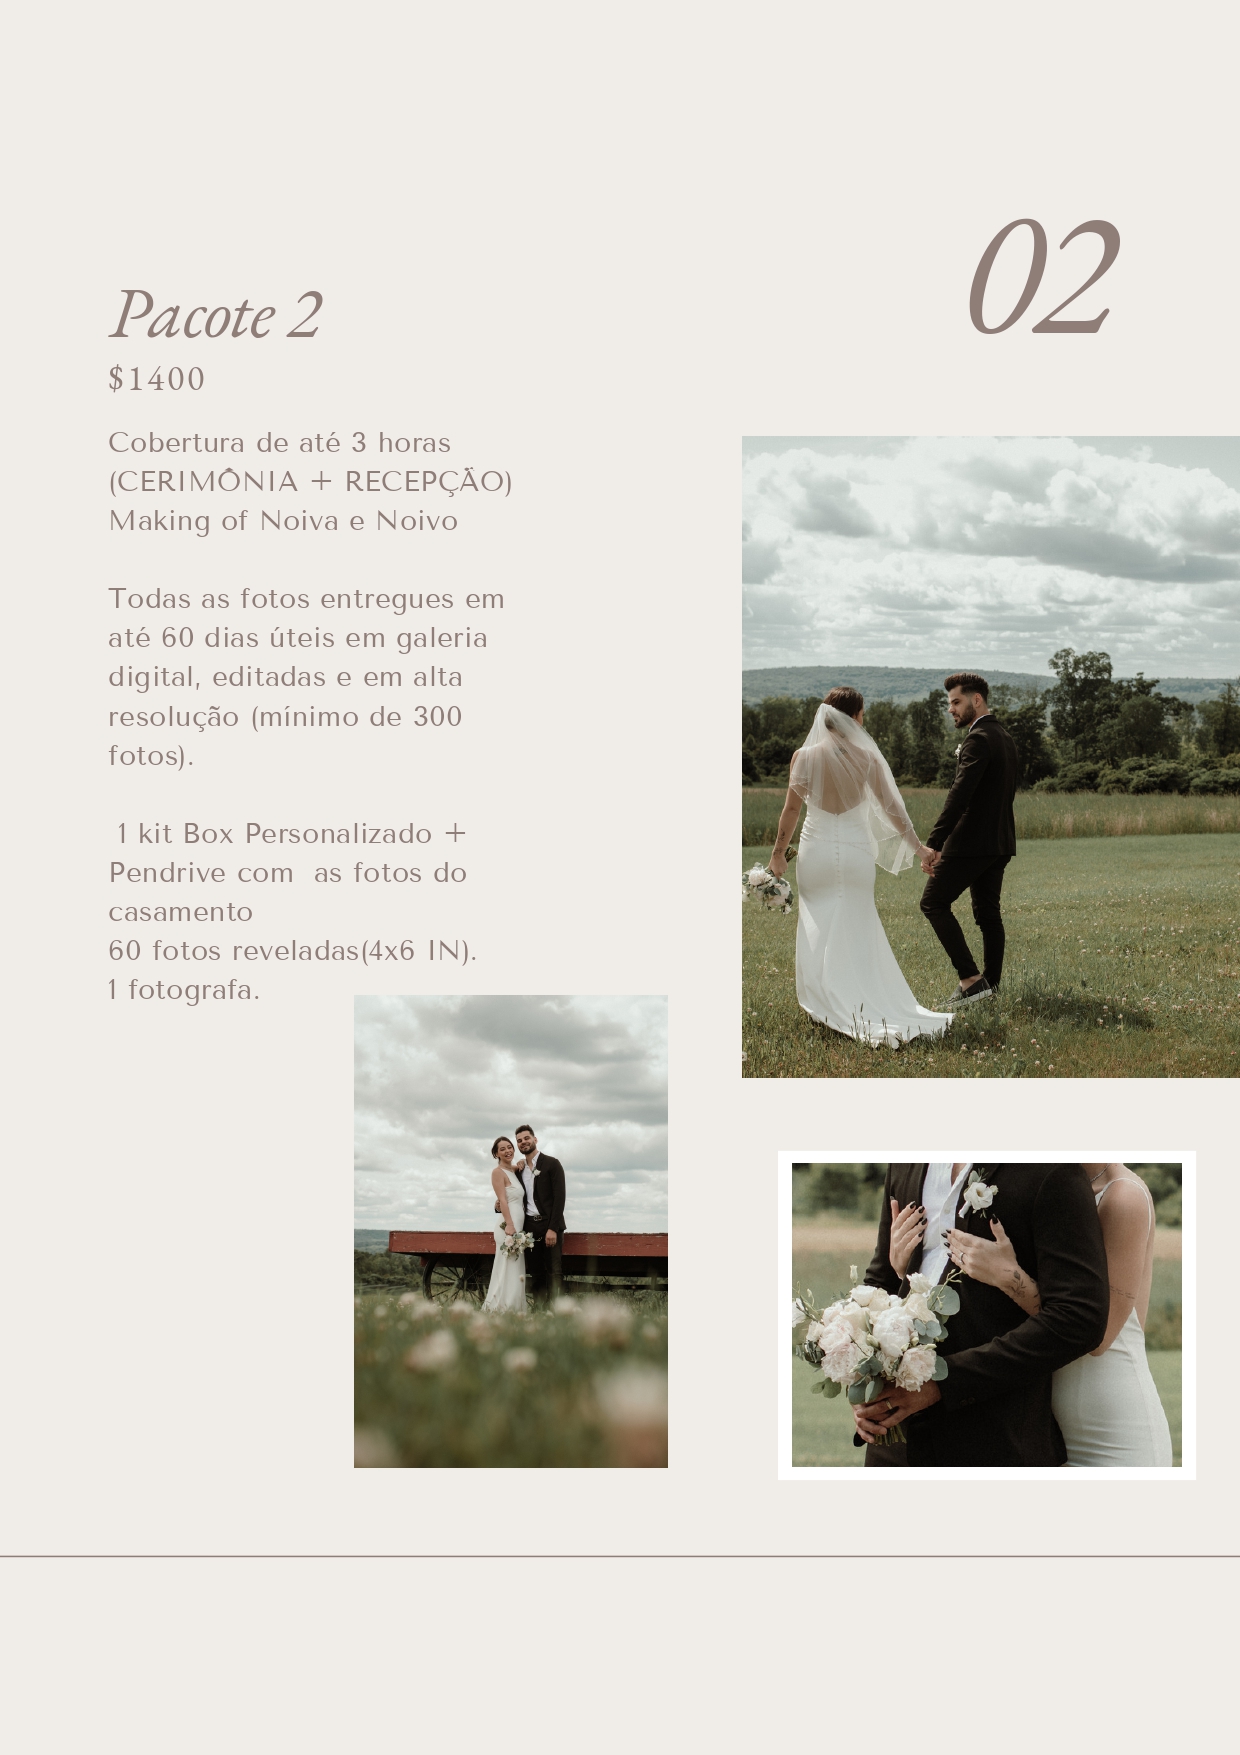 02
Pacote 2
$1400
Cobertura de até 3 horas
(CERIMÔNIA + RECEPÇÃO)
Making of Noiva e Noivo
Todas as fotos entregues em
até 60 dias úteis em galeria
digital, editadas e em alta
resolução (mínimo de 300
fotos).
1 kit Box Personalizado +
Pendrive com  as fotos do
casamento
60 fotos reveladas(4x6 IN).
1 fotografa.